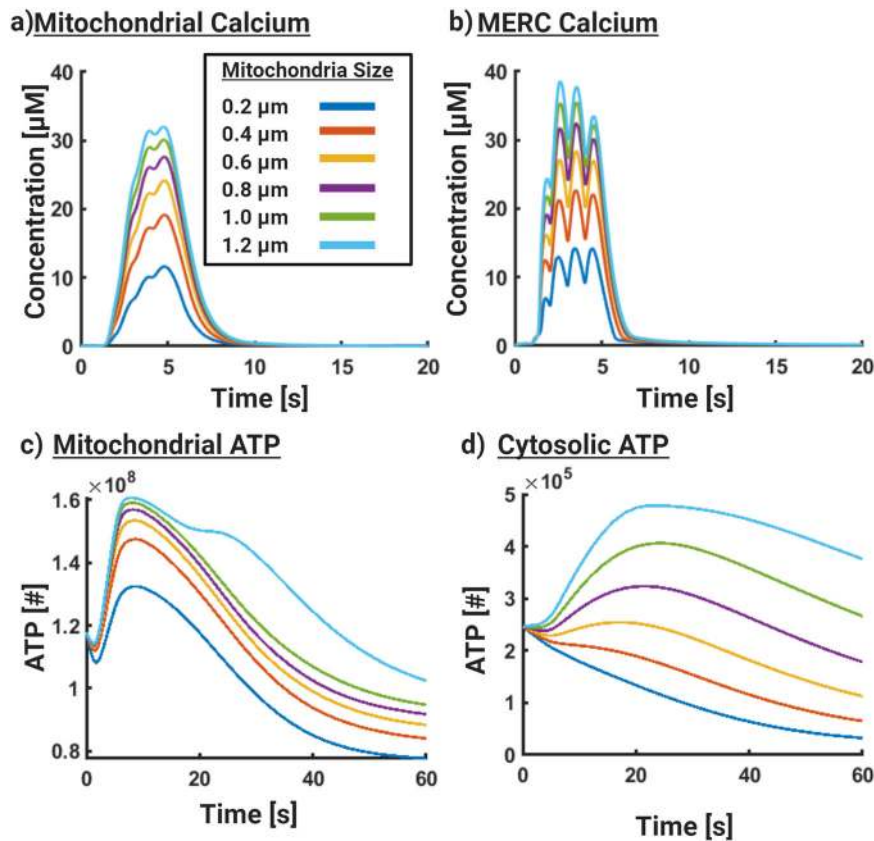 a) Mitochondrial Calcium
b) MERC Calcium
Concentration [µM]
40
30
20
10
0
0 5 10 15 20
Time [s]
Mitochondria Size
0.2 µm
0.4 µm
0.6 µm
0.8 µm
1.0 µm
1.2 µm
Concentration [µM]
40
30
20
10
0
0 5 10 15 20
Time [s]
c) Mitochondrial ATP
d) Cytosolic ATP
×10⁸
ATP [#]
1.6
1.4
1.2
1
0.8
0 20 40 60
Time [s]
×10⁵
ATP [#]
5
4
3
2
1
0
0 20 40 60
Time [s]